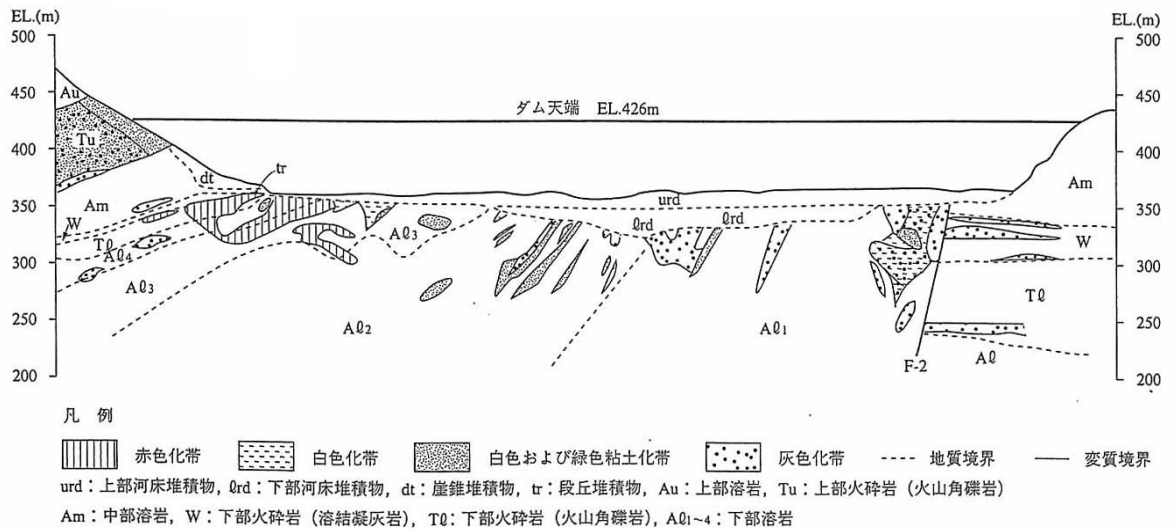 EL.(m)
EL.(m)
500
500
Au
450
450
ダム天端 EL.426m
Tu
400
400
dt
tr
Am
Am
350
350
urd
W
Aℓ3
ℓrd
ℓrd
W
Tℓ
Aℓ4
300
300
Aℓ3
Tℓ
250
250
Aℓ2
Aℓ1
200
F-2
Aℓ
200
凡 例
赤色化帯
白色化帯
白色および緑色粘土化帯
灰色化帯
地質境界
変質境界
urd：上部河床堆積物，ℓrd：下部河床堆積物，dt：崖錐堆積物，tr：段丘堆積物，Au：上部溶岩，Tu：上部火砕岩（火山角礫岩）
Am：中部溶岩，W：下部火砕岩（溶結凝灰岩），Tℓ：下部火砕岩（火山角礫岩），Aℓ1~4：下部溶岩